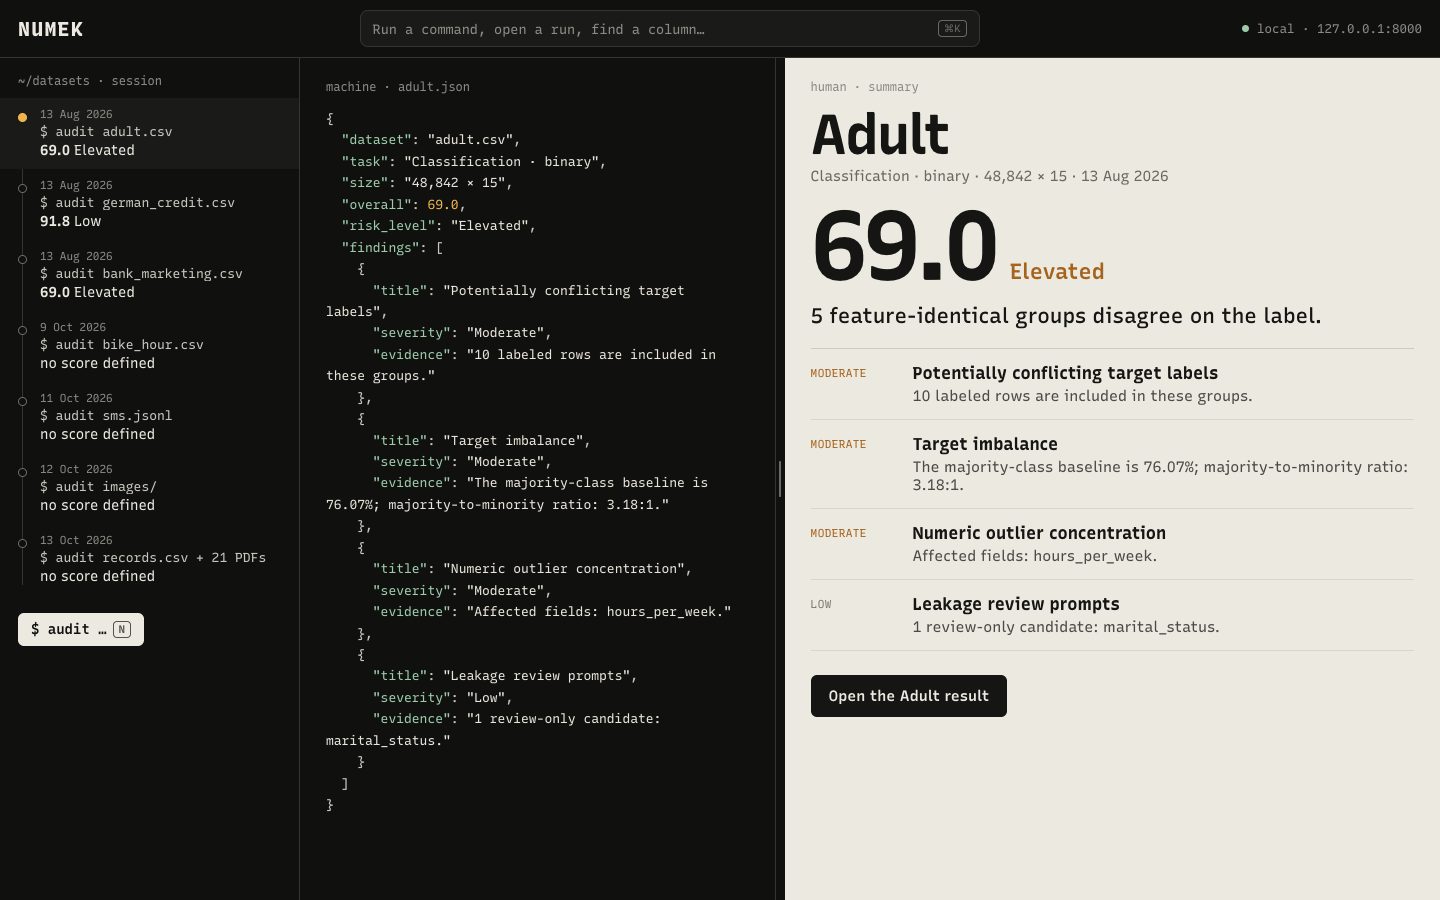 NUMEK
Run a command, open a run, find a column…
⌘K
local · 127.0.0.1:8000
~/datasets · session
13 Aug 2026
$ audit adult.csv
69.0 Elevated
13 Aug 2026
$ audit german_credit.csv
91.8 Low
13 Aug 2026
$ audit bank_marketing.csv
69.0 Elevated
9 Oct 2026
$ audit bike_hour.csv
no score defined
11 Oct 2026
$ audit sms.jsonl
no score defined
12 Oct 2026
$ audit images/
no score defined
13 Oct 2026
$ audit records.csv + 21 PDFs
no score defined
$ audit … N
machine · adult.json
{
"dataset": "adult.csv",
"task": "Classification · binary",
"size": "48,842 × 15",
"overall": 69.0,
"risk_level": "Elevated",
"findings": [
{
"title": "Potentially conflicting target
labels",
"severity": "Moderate",
"evidence": "10 labeled rows are included in
these groups."
},
{
"title": "Target imbalance",
"severity": "Moderate",
"evidence": "The majority-class baseline is
76.07%; majority-to-minority ratio: 3.18:1."
},
{
"title": "Numeric outlier concentration",
"severity": "Moderate",
"evidence": "Affected fields: hours_per_week."
},
{
"title": "Leakage review prompts",
"severity": "Low",
"evidence": "1 review-only candidate:
marital_status."
}
]
}
human · summary
Adult
Classification · binary · 48,842 × 15 · 13 Aug 2026
69.0 Elevated
5 feature-identical groups disagree on the label.
MODERATE
Potentially conflicting target labels
10 labeled rows are included in these groups.
MODERATE
Target imbalance
The majority-class baseline is 76.07%; majority-to-minority ratio:
3.18:1.
MODERATE
Numeric outlier concentration
Affected fields: hours_per_week.
LOW
Leakage review prompts
1 review-only candidate: marital_status.
Open the Adult result